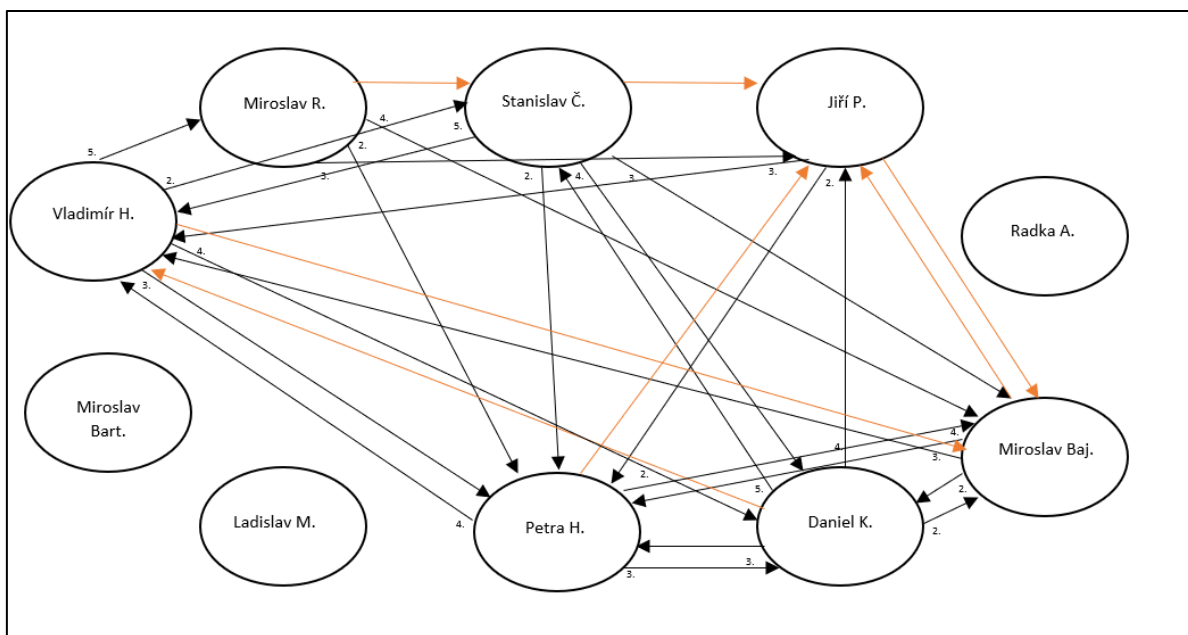 Miroslav R.
Stanislav Č.
Jiří P.
4.
5.
2.
5.
2.
3.
2.
4.
3.
3.
2.
Vladimír H.
Radka A.
4.
3.
Miroslav
Bart.
4.
4.
3.
Miroslav Baj.
2.
5.
2.
Ladislav M.
4.
Petra H.
Daniel K.
2.
3.
3.